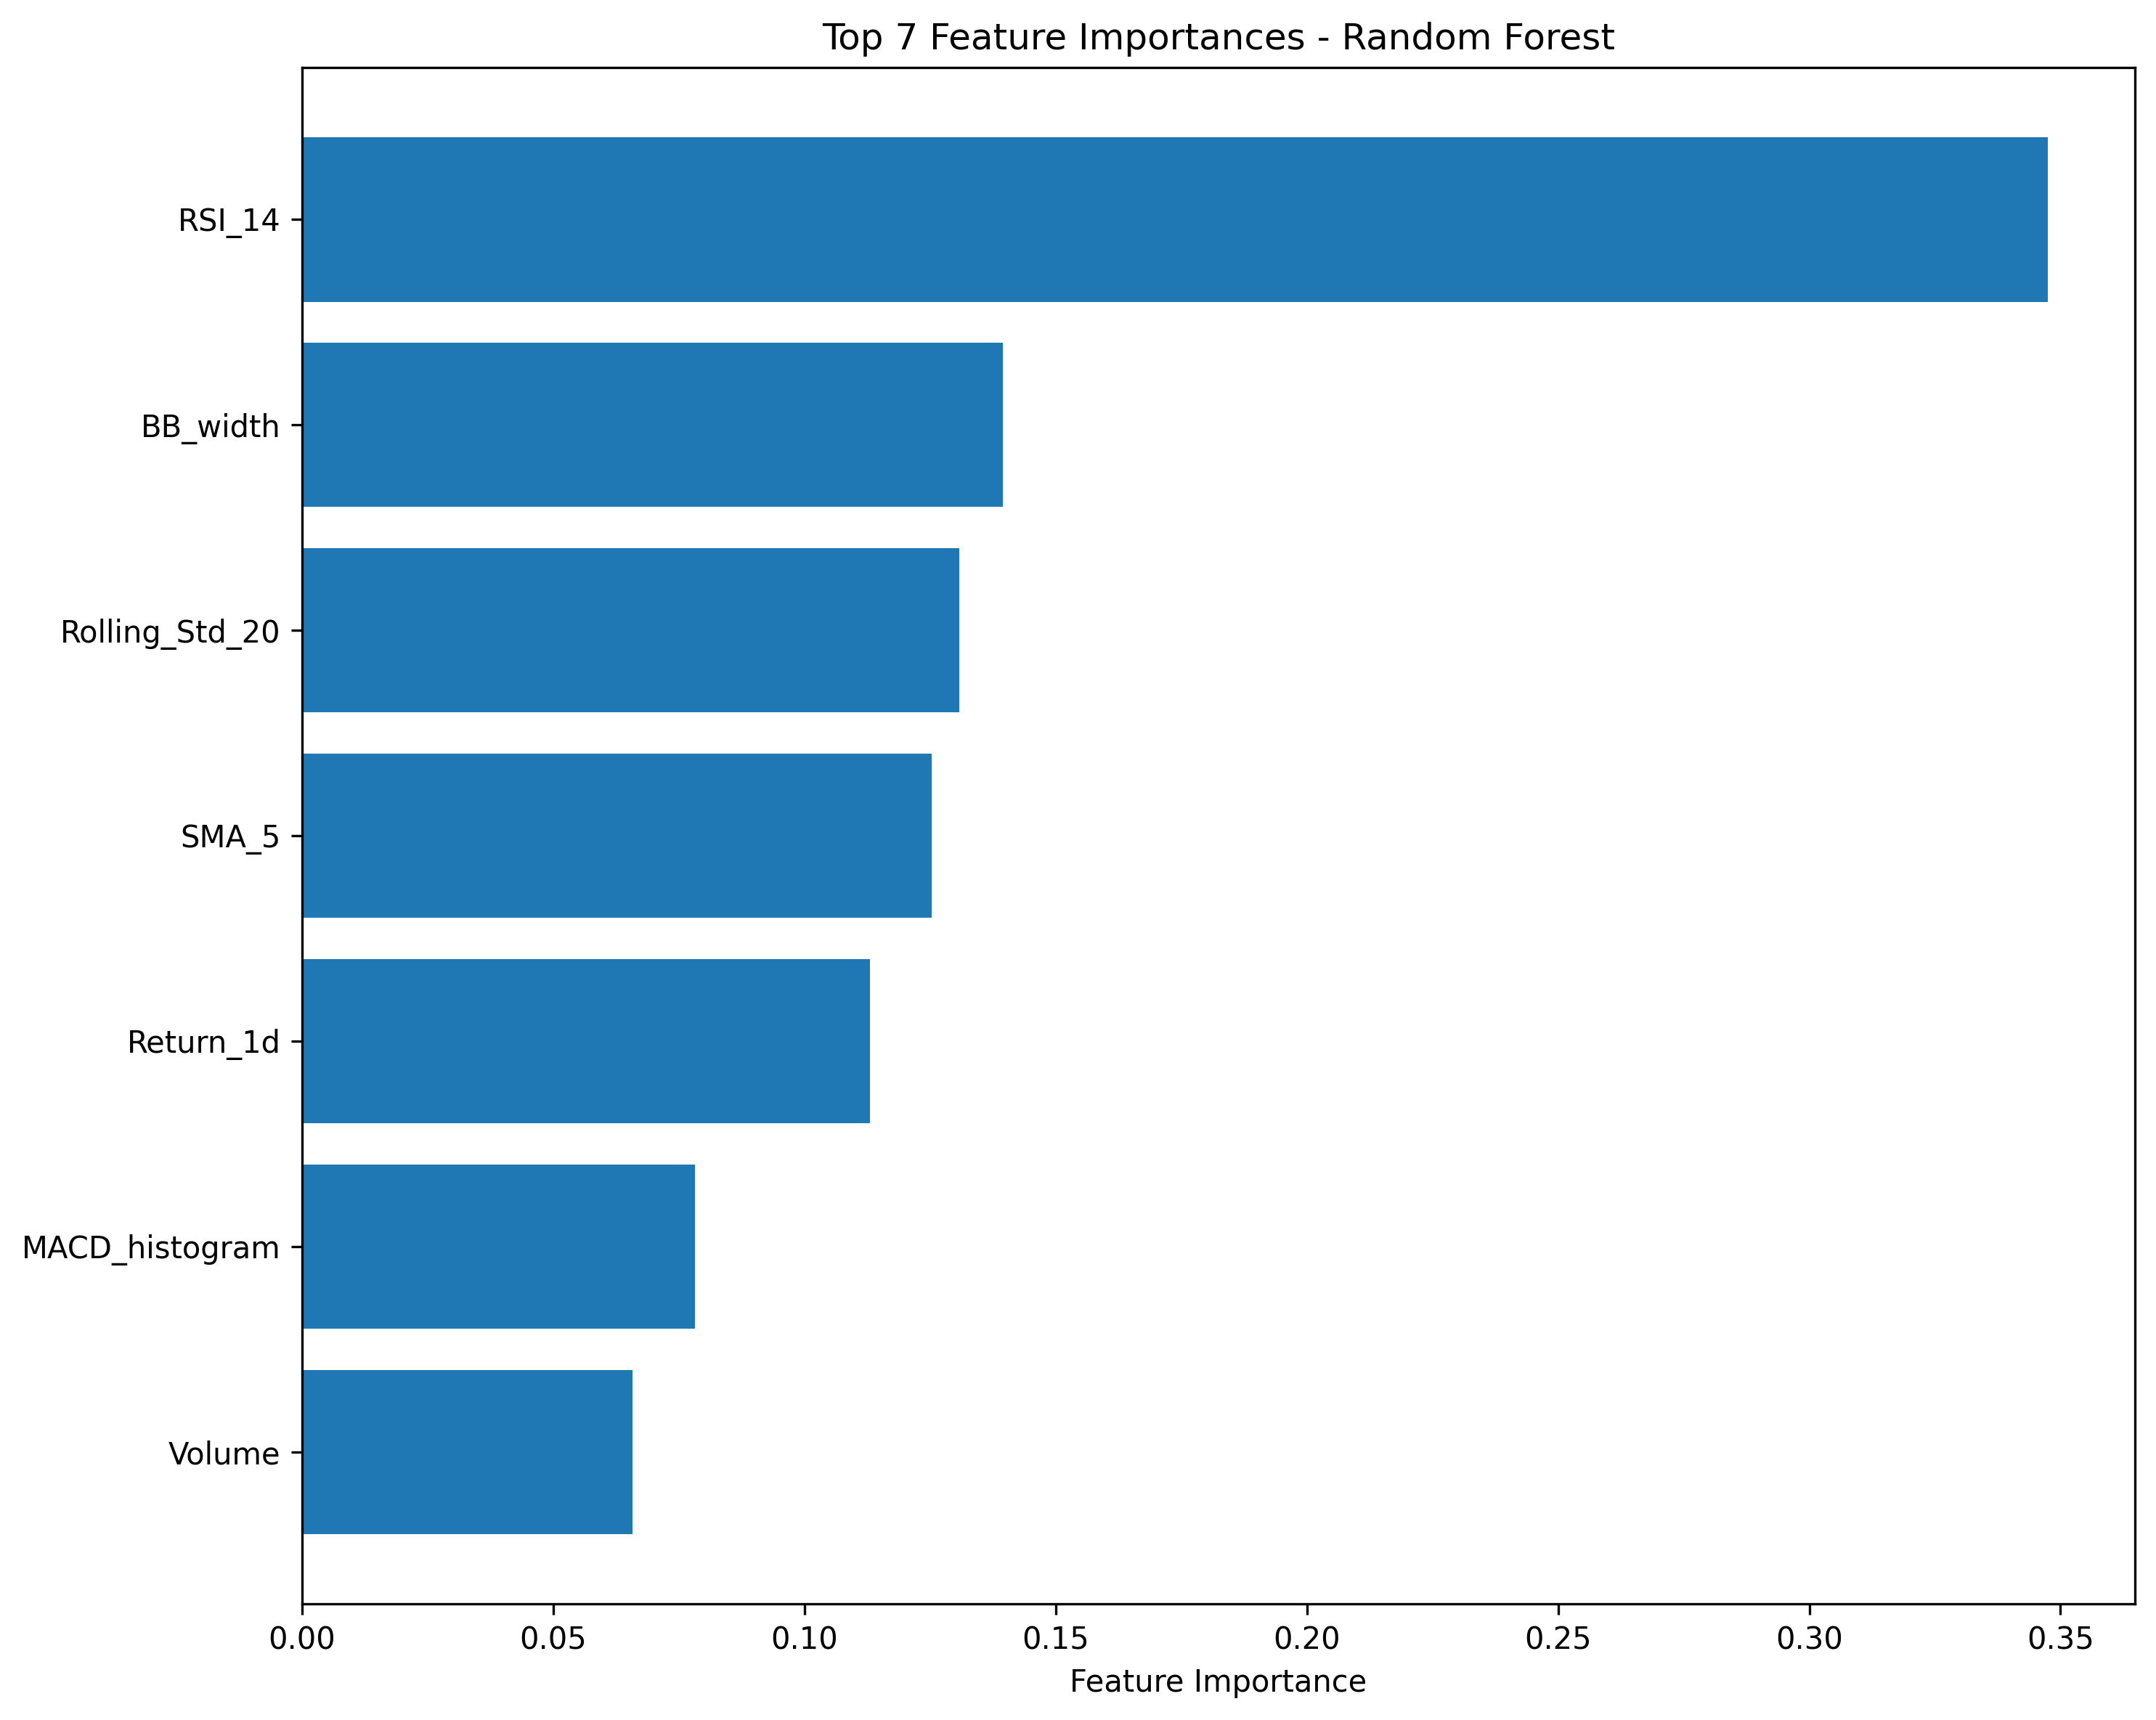 Top 7 Feature Importances - Random Forest
RSI_14
BB_width
Rolling_Std_20
SMA_5
Return_1d
MACD_histogram
Volume
0.00 0.05 0.10 0.15 0.20 0.25 0.30 0.35
Feature Importance